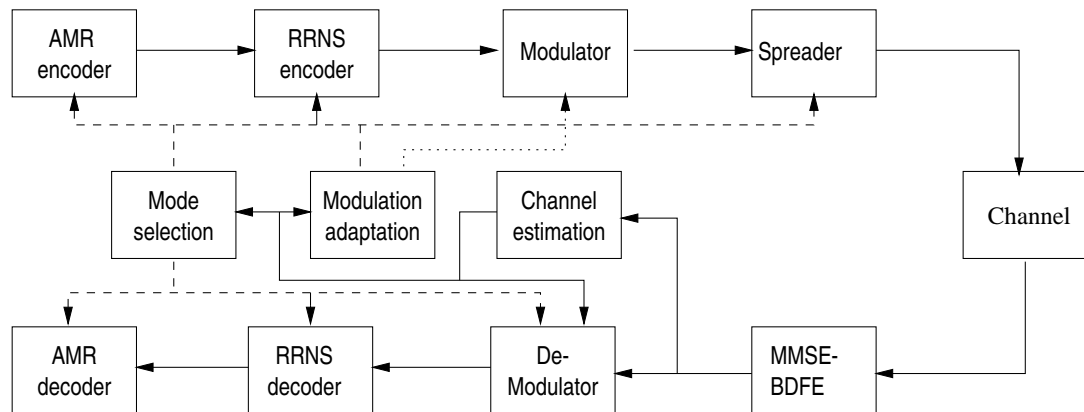 AMR
encoder
RRNS
encoder
Modulator
Spreader
Mode
selection
Modulation
adaptation
Channel
estimation
Channel
AMR
decoder
RRNS
decoder
De-
Modulator
MMSE-
BDFE